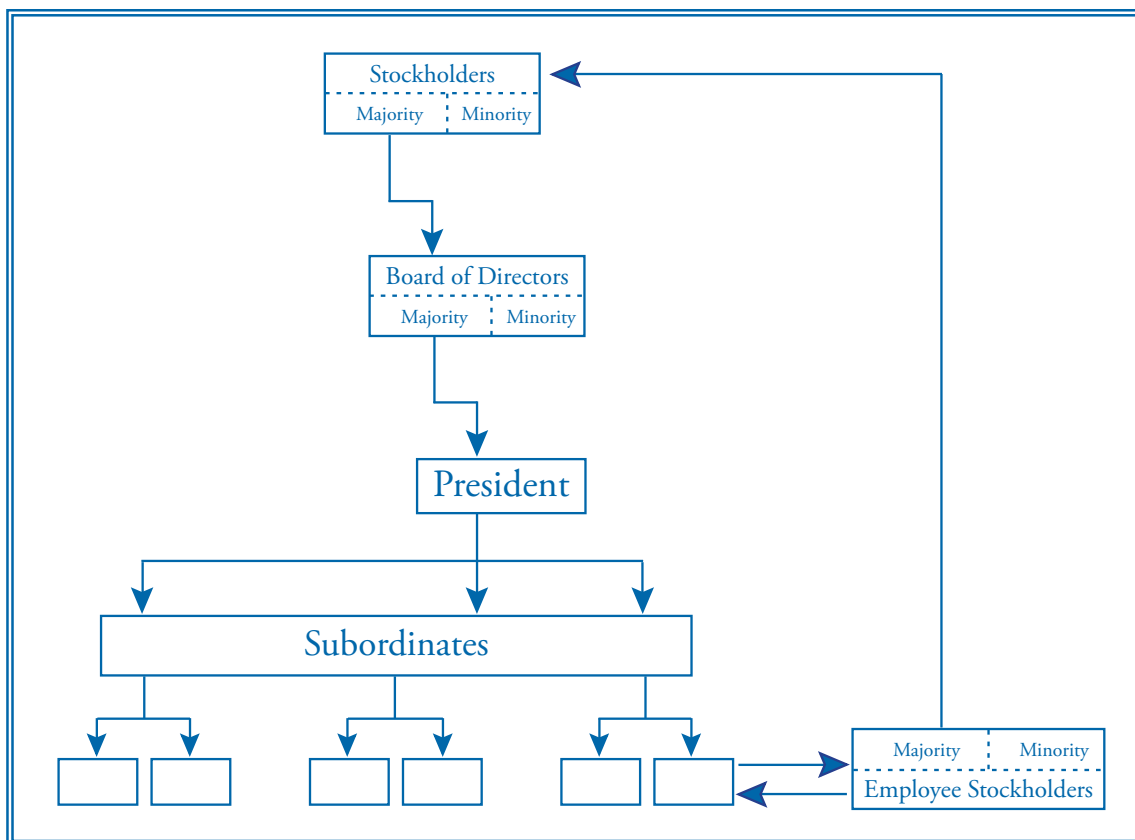 Stockholders
Majority Minority
Board of Directors
Majority Minority
President
Subordinates
Majority Minority
Employee Stockholders